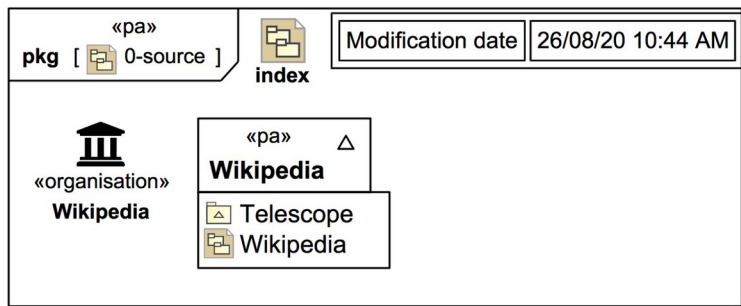 «pa»
pkg [ 0-source ]
index
Modification date 26/08/20 10:44 AM
«organisation»
Wikipedia
«pa»
Wikipedia
Telescope
Wikipedia